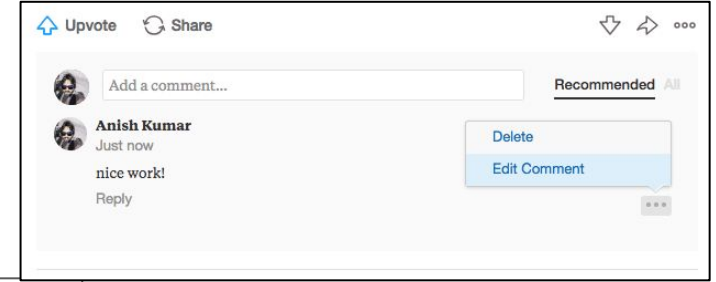 Upvote Share
Add a comment...
Recommended All
Anish Kumar
Just now
nice work!
Reply
Delete
Edit Comment